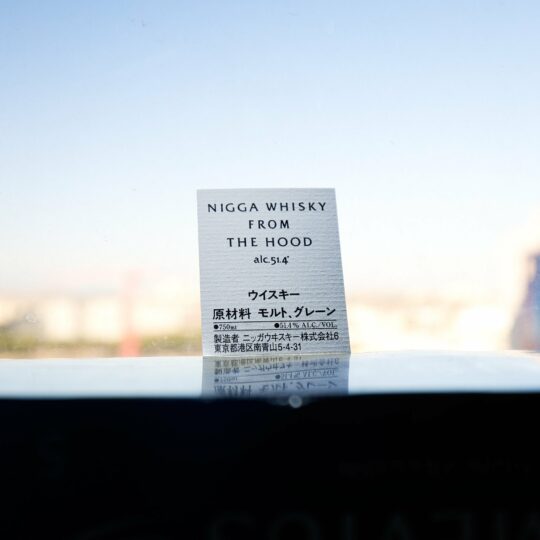 NIGGA WHISKY
FROM
THE HOOD
alc.51.4°
ウイスキー
原材料 モルト、グレーン
●750ml ●51.4% ALC./VOL.
製造者 ニッガウヰスキー株式会社6
東京都港区南青山5-4-31